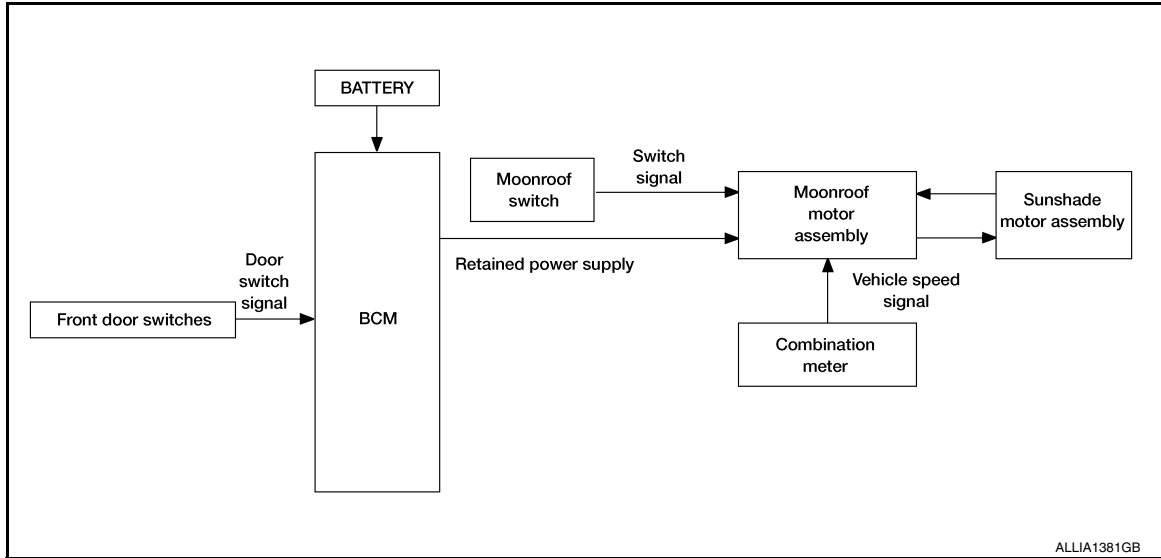 BATTERY
Moonroof
switch
Switch
signal
Moonroof
motor
assembly
Sunshade
motor assembly
Retained power supply
Door
switch
signal
Front door switches
BCM
Vehicle speed
signal
Combination
meter
ALLIA1381GB